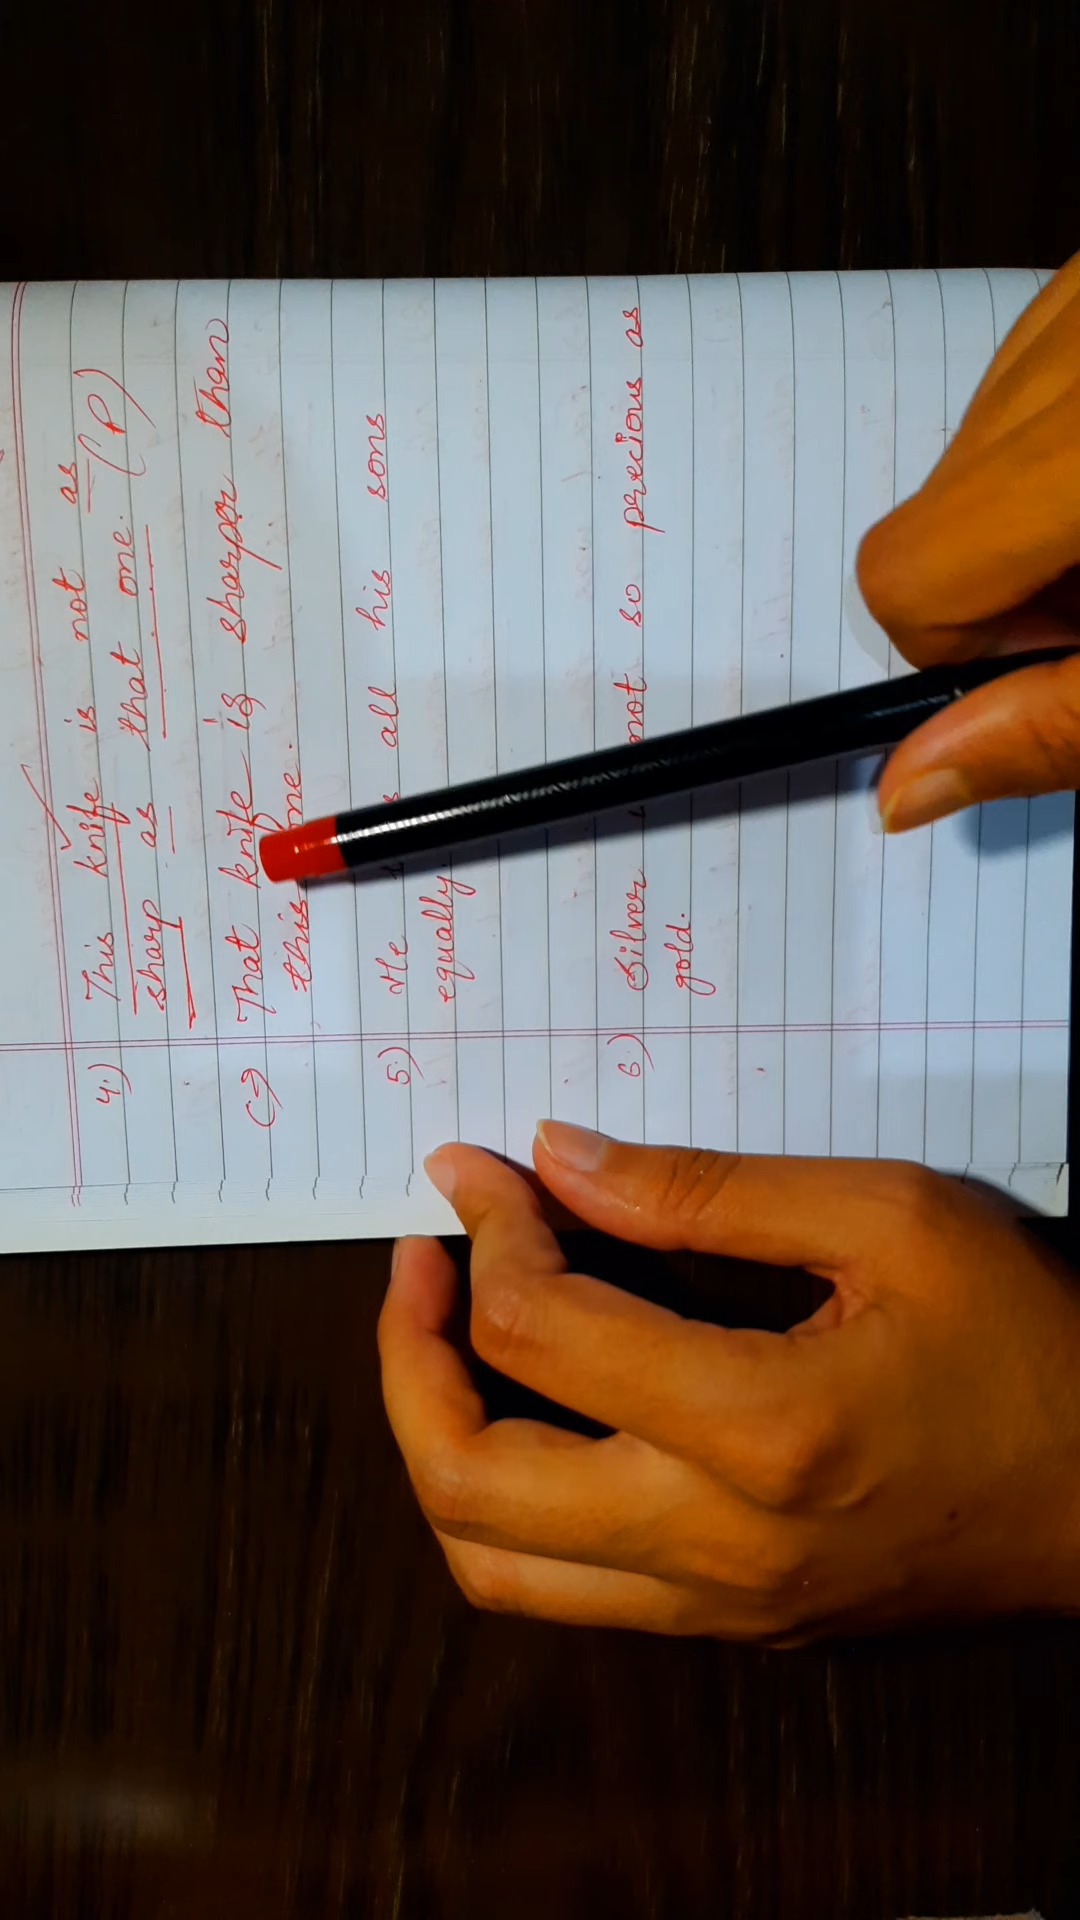 4.) This knife is not as
sharp as that one. (P)
C→ That knife is sharper than
this one.
5.) He all his sons
equally.
6.) Silver not so precious as
gold.